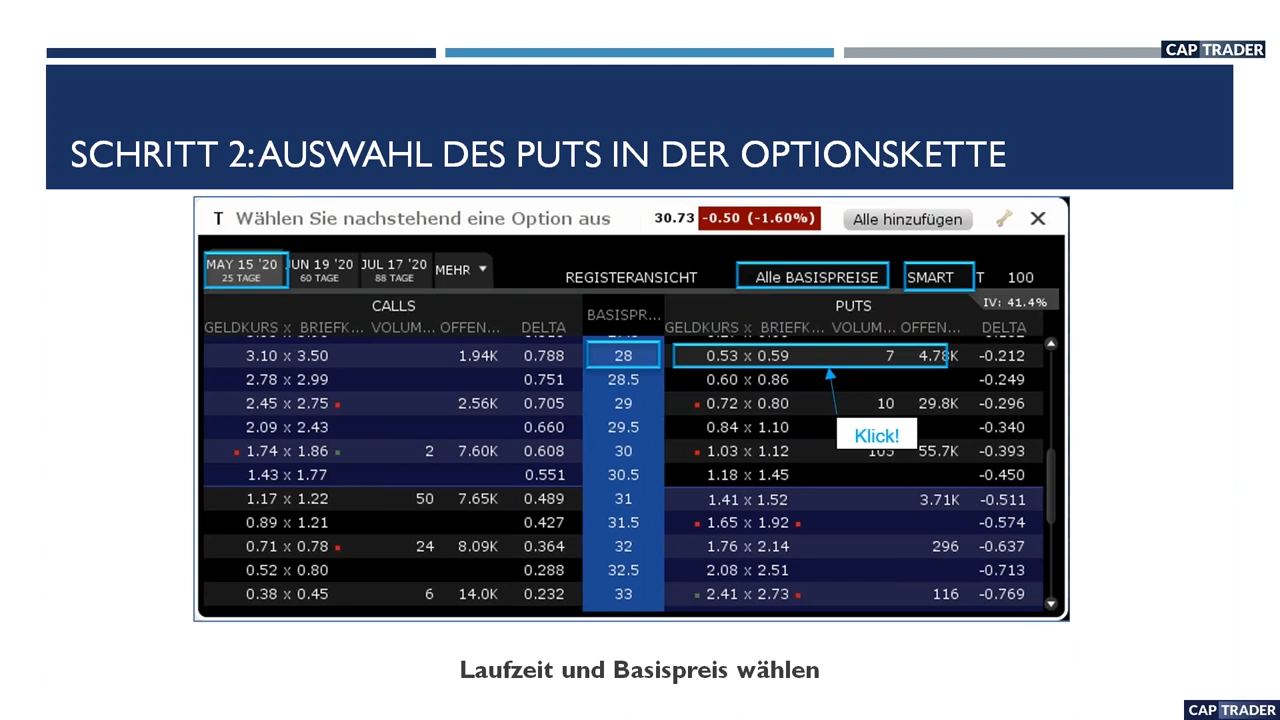 CAP TRADER
SCHRITT 2: AUSWAHL DES PUTS IN DER OPTIONSKETTE
T Wählen Sie nachstehend eine Option aus 30.73 -0.50 (-1.60%) Alle hinzufügen
MAY 15 '20 JUN 19 '20 JUL 17 '20 MEHR
25 TAGE 60 TAGE 88 TAGE
REGISTERANSICHT Alle BASISPREISE SMART T 100
CALLS BASISPR... PUTS IV: 41.4%
GELDKURS x BRIEFK... VOLUM... OFFEN... DELTA GELDKURS x BRIEFK... VOLUM... OFFEN... DELTA
3.10 x 3.50 1.94K 0.788 28 0.53 x 0.59 7 4.78K -0.212
2.78 x 2.99 0.751 28.5 0.60 x 0.86 -0.249
2.45 x 2.75 2.56K 0.705 29 0.72 x 0.80 10 29.8K -0.296
2.09 x 2.43 0.660 29.5 0.84 x 1.10 -0.340
Klick!
1.74 x 1.86 2 7.60K 0.608 30 1.03 x 1.12 55.7K -0.393
1.43 x 1.77 0.551 30.5 1.18 x 1.45 -0.450
1.17 x 1.22 50 7.65K 0.489 31 1.41 x 1.52 3.71K -0.511
0.89 x 1.21 0.427 31.5 1.65 x 1.92 -0.574
0.71 x 0.78 24 8.09K 0.364 32 1.76 x 2.14 296 -0.637
0.52 x 0.80 0.288 32.5 2.08 x 2.51 -0.713
0.38 x 0.45 6 14.0K 0.232 33 2.41 x 2.73 116 -0.769
Laufzeit und Basispreis wählen
CAP TRADER